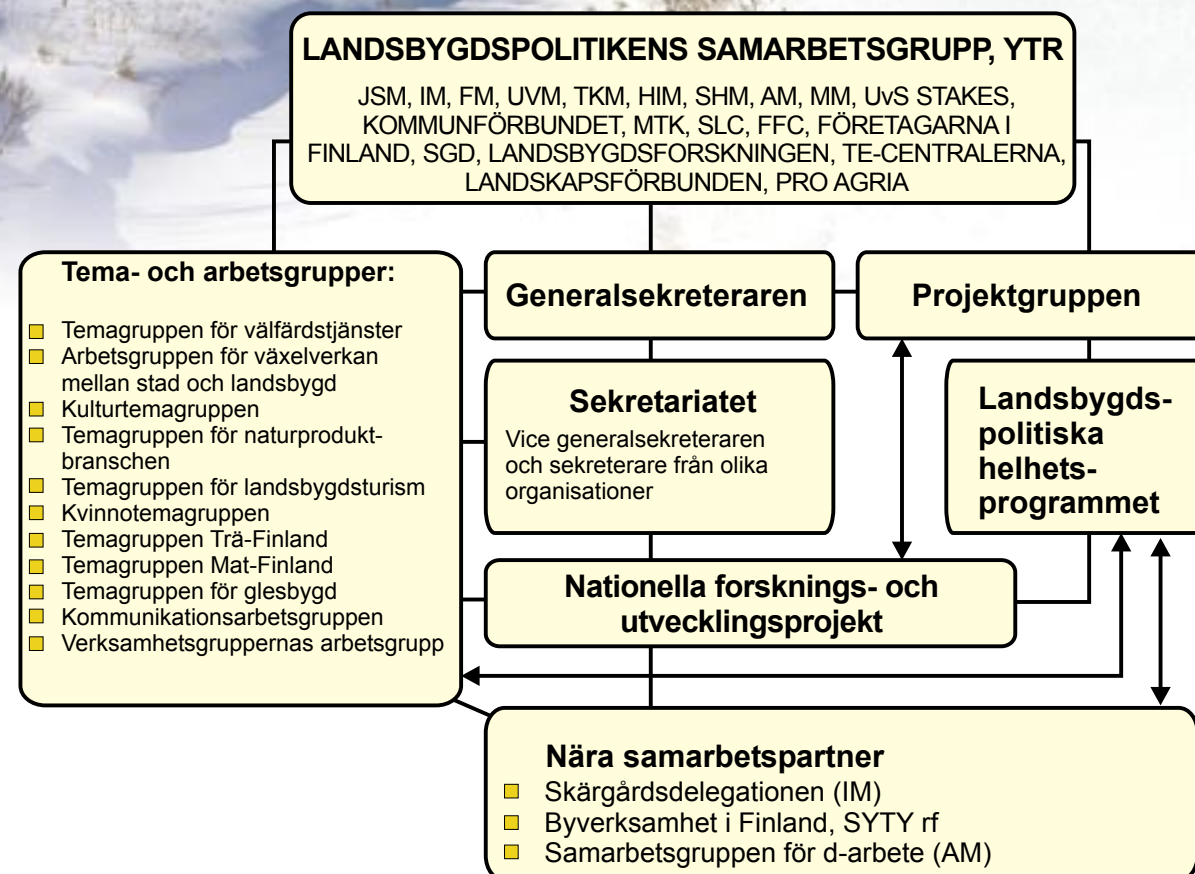 LANDSBYGDSPOLITIKENS SAMARBETSGRUPP, YTR
JSM, IM, FM, UVM, TKM, HIM, SHM, AM, MM, UvS STAKES,
KOMMUNFÖRBUNDET, MTK, SLC, FFC, FÖRETAGARNA I
FINLAND, SGD, LANDSBYGDSFORSKNINGEN, TE-CENTRALERNA,
LANDSKAPSFÖRBUNDEN, PRO AGRIA
Tema- och arbetsgrupper:
Temagruppen för välfärdstjänster
Arbetsgruppen för växelverkan
mellan stad och landsbygd
Kulturtemagruppen
Temagruppen för naturprodukt-
branschen
Temagruppen för landsbygdsturism
Kvinnotemagruppen
Temagruppen Trä-Finland
Temagruppen Mat-Finland
Temagruppen för glesbygd
Kommunikationsarbetsgruppen
Verksamhetsgruppernas arbetsgrupp
Generalsekreteraren
Projektgruppen
Sekretariatet
Vice generalsekreteraren
och sekreterare från olika
organisationer
Landsbygds-
politiska
helhets-
programmet
Nationella forsknings- och
utvecklingsprojekt
Nära samarbetspartner
Skärgårdsdelegationen (IM)
Byverksamhet i Finland, SYTY rf
Samarbetsgruppen för d-arbete (AM)